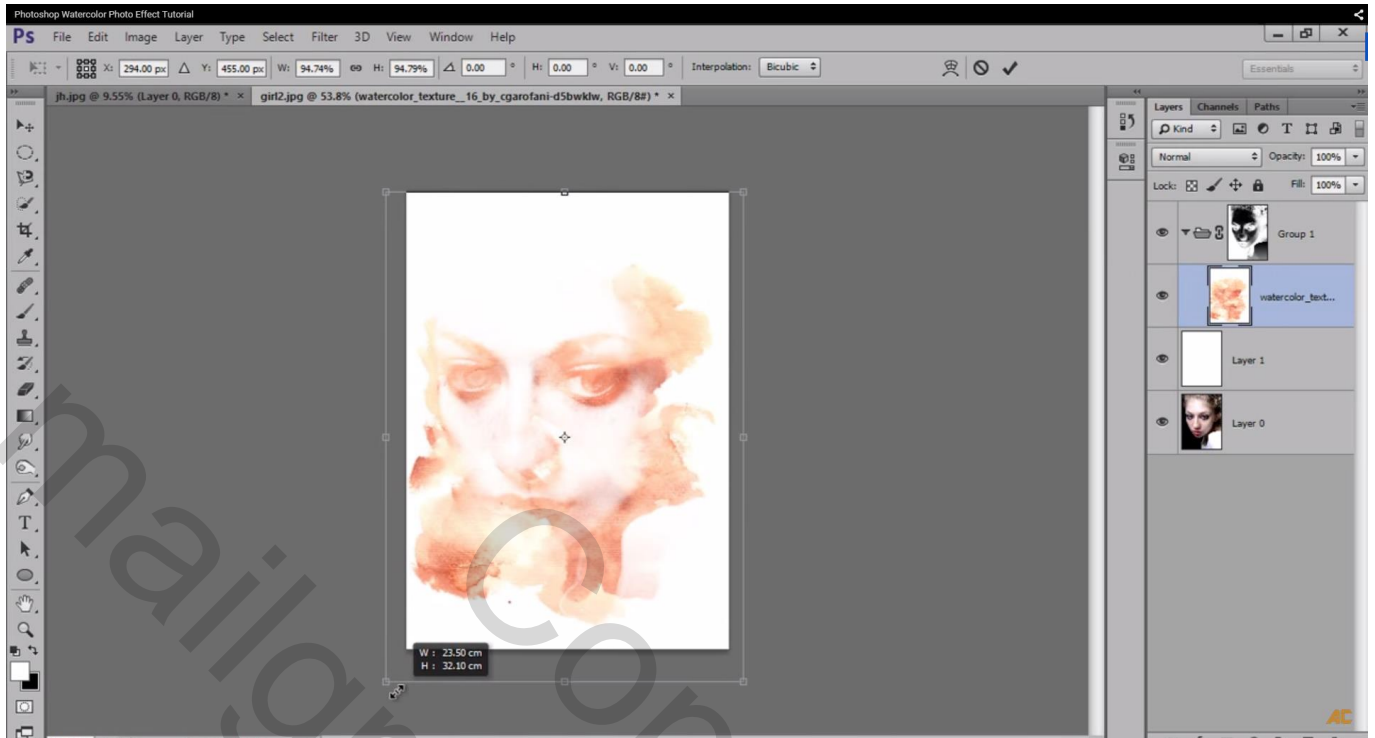 Photoshop Watercolor Photo Effect Tutorial
Ps File Edit Image Layer Type Select Filter 3D View Window Help
X: 294.00 px Y: 455.00 px W: 94.74% H: 94.79% 0.00 ° H: 0.00 ° V: 0.00 ° Interpolation: Bicubic Essentials
jh.jpg @ 9.55% (Layer 0, RGB/8) * × girl2.jpg @ 53.8% (watercolor_texture__16_by_cgarofani-d5bwklw, RGB/8#) * ×
Layers Channels Paths
Kind
Normal Opacity: 100%
Lock: Fill: 100%
Group 1
watercolor_text...
Layer 1
Layer 0
W : 23.50 cm
H : 32.10 cm
AC